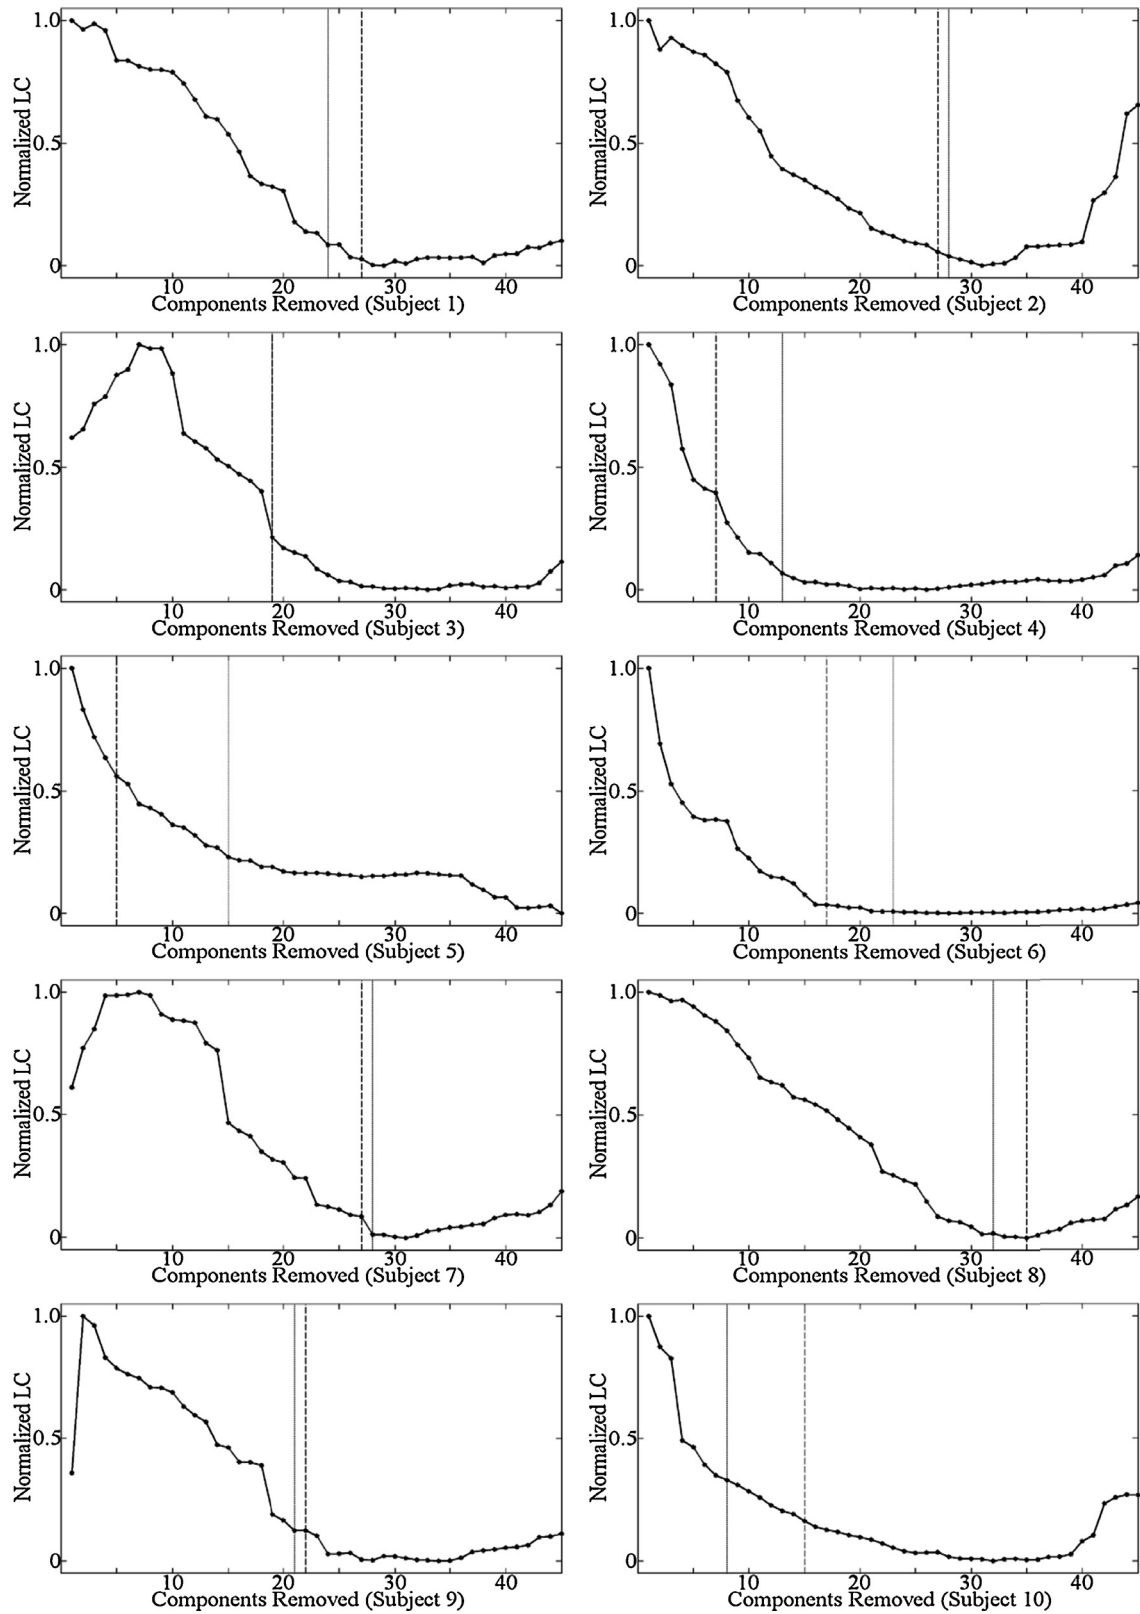 1.0 1.0
Normalized LC Normalized LC
0.5 0.5
0 0
10 20 30 40 10 20 30 40
Components Removed (Subject 1) Components Removed (Subject 2)
1.0 1.0
Normalized LC Normalized LC
0.5 0.5
0 0
10 20 30 40 10 20 30 40
Components Removed (Subject 3) Components Removed (Subject 4)
1.0 1.0
Normalized LC Normalized LC
0.5 0.5
0 0
10 20 30 40 10 20 30 40
Components Removed (Subject 5) Components Removed (Subject 6)
1.0 1.0
Normalized LC Normalized LC
0.5 0.5
0 0
10 20 30 40 10 20 30 40
Components Removed (Subject 7) Components Removed (Subject 8)
1.0 1.0
Normalized LC Normalized LC
0.5 0.5
0 0
10 20 30 40 10 20 30 40
Components Removed (Subject 9) Components Removed (Subject 10)